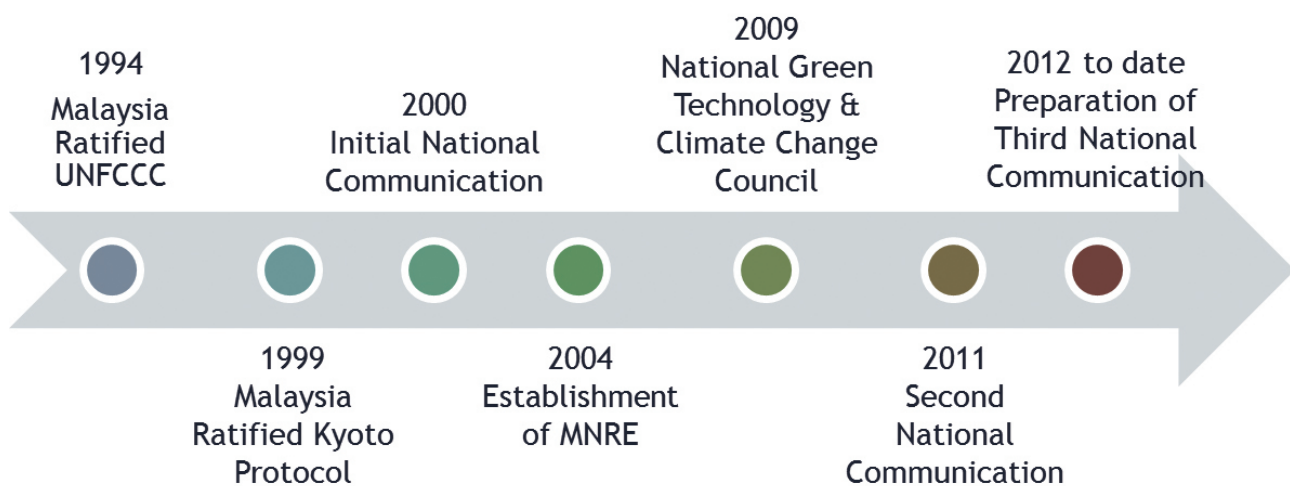 1994
Malaysia
Ratified
UNFCCC
1999
Malaysia
Ratified Kyoto
Protocol
2000
Initial National
Communication
2004
Establishment
of MNRE
2009
National Green
Technology &
Climate Change
Council
2011
Second
National
Communication
2012 to date
Preparation of
Third National
Communication